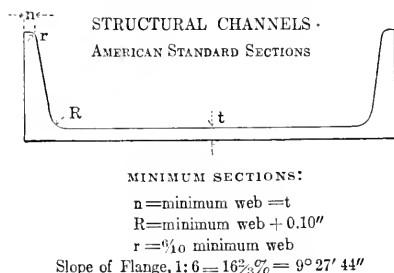 STRUCTURAL CHANNELS.
AMERICAN STANDARD SECTIONS
n
r
R
t
MINIMUM SECTIONS:
n=minimum web=t
R=minimum web + 0.10"
r=6/10 minimum web
Slope of Flange, 1:6 = 16⅔% = 9° 27' 44"